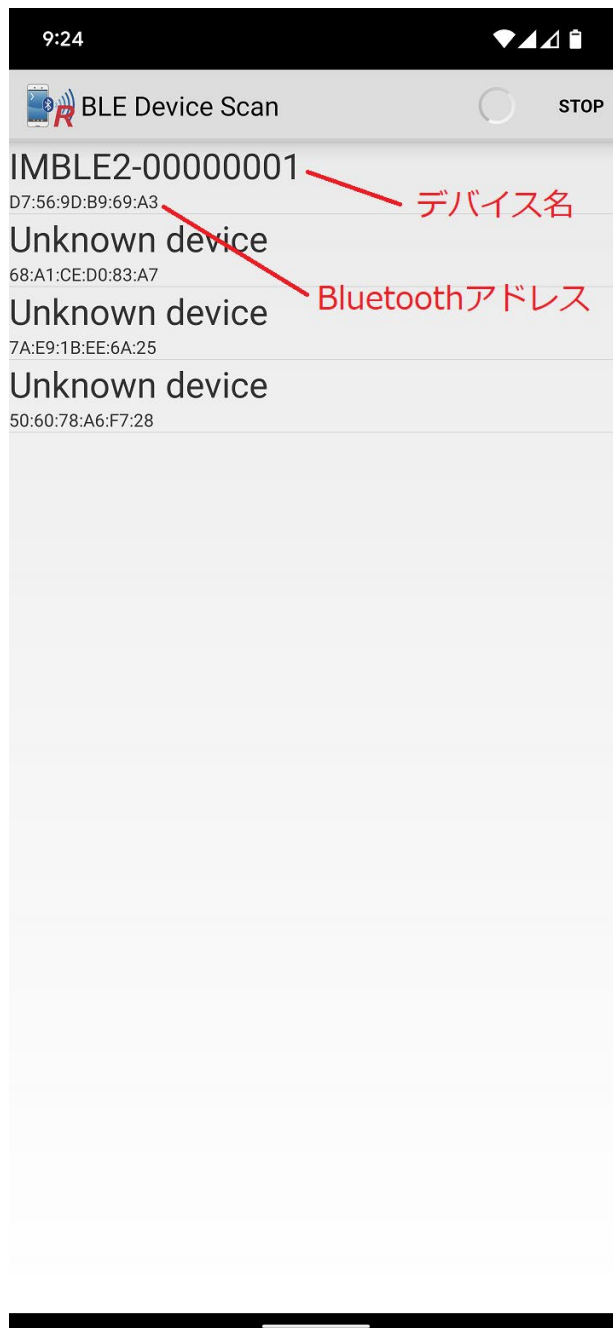 9:24
BLE Device Scan
STOP
IMBLE2-00000001
D7:56:9D:B9:69:A3
デバイス名
Unknown device
68:A1:CE:D0:83:A7
Bluetoothアドレス
Unknown device
7A:E9:1B:EE:6A:25
Unknown device
50:60:78:A6:F7:28